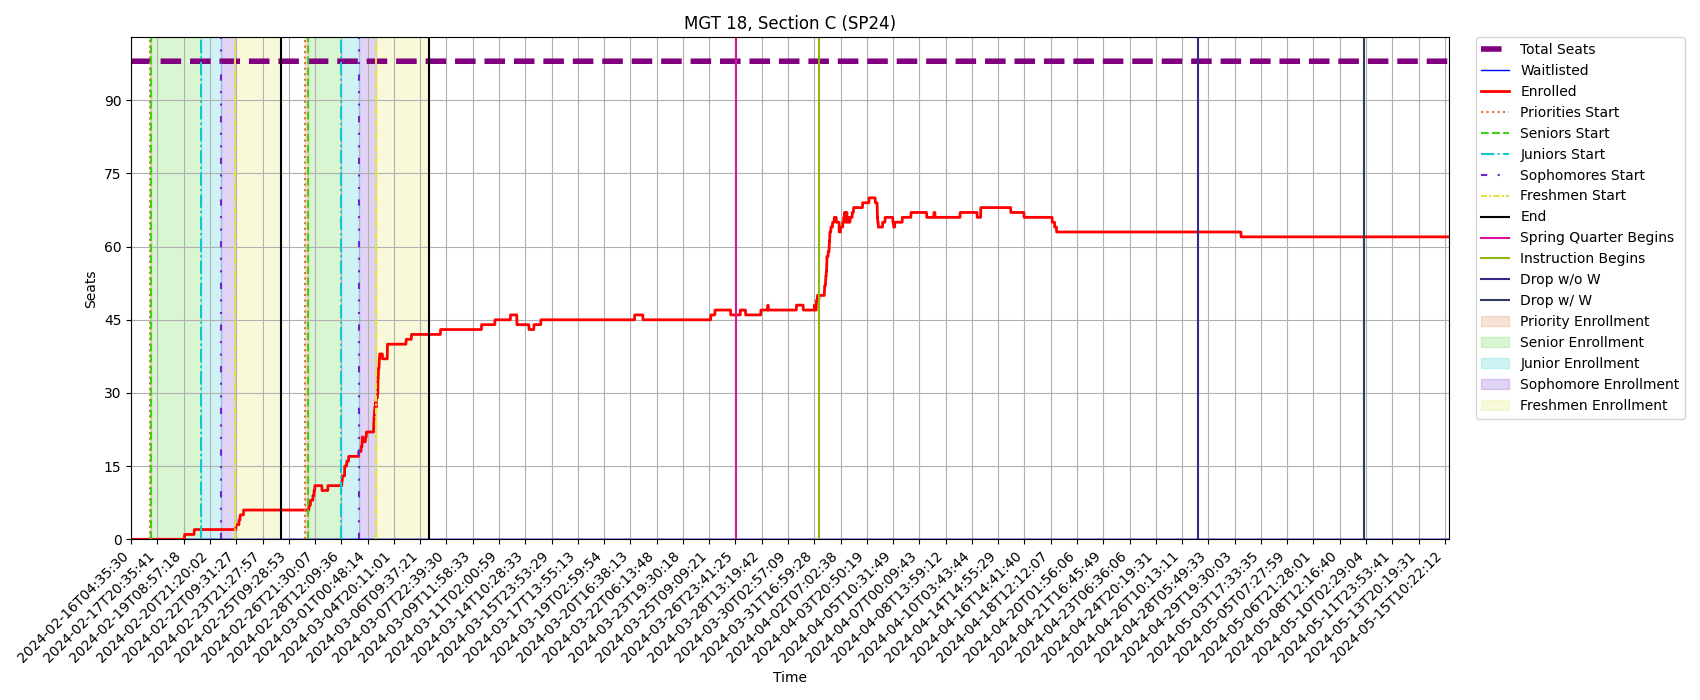 MGT 18, Section C (SP24)
Total Seats
Waitlisted
Enrolled
Priorities Start
Seniors Start
Juniors Start
Sophomores Start
Freshmen Start
End
Spring Quarter Begins
Instruction Begins
Drop w/o W
Drop w/ W
Priority Enrollment
Senior Enrollment
Junior Enrollment
Sophomore Enrollment
Freshmen Enrollment
Seats
90
75
60
45
30
15
0
2024-02-16T04:35:30
2024-02-17T20:35:41
2024-02-19T08:57:18
2024-02-20T21:20:02
2024-02-22T09:31:27
2024-02-23T21:27:57
2024-02-25T09:28:53
2024-02-26T21:30:07
2024-02-28T12:09:36
2024-03-01T00:48:14
2024-03-04T20:11:01
2024-03-06T09:37:21
2024-03-07T22:39:30
2024-03-09T11:58:33
2024-03-11T02:00:59
2024-03-14T10:28:33
2024-03-15T23:53:29
2024-03-17T13:55:13
2024-03-19T02:59:54
2024-03-20T16:38:13
2024-03-22T06:13:48
2024-03-23T19:30:18
2024-03-25T09:09:21
2024-03-26T23:41:25
2024-03-28T13:19:42
2024-03-30T02:57:09
2024-03-31T16:59:28
2024-04-02T07:02:38
2024-04-03T20:50:19
2024-04-05T10:31:49
2024-04-07T00:09:43
2024-04-08T13:59:12
2024-04-10T03:43:44
2024-04-14T14:55:29
2024-04-16T14:41:40
2024-04-18T12:12:07
2024-04-20T01:56:06
2024-04-21T16:45:49
2024-04-23T06:36:06
2024-04-24T20:19:31
2024-04-26T10:13:11
2024-04-28T05:49:33
2024-04-29T19:30:03
2024-05-03T17:33:35
2024-05-05T07:27:59
2024-05-06T21:28:01
2024-05-08T12:16:40
2024-05-10T02:29:04
2024-05-11T23:53:41
2024-05-13T20:19:31
2024-05-15T10:22:12
Time